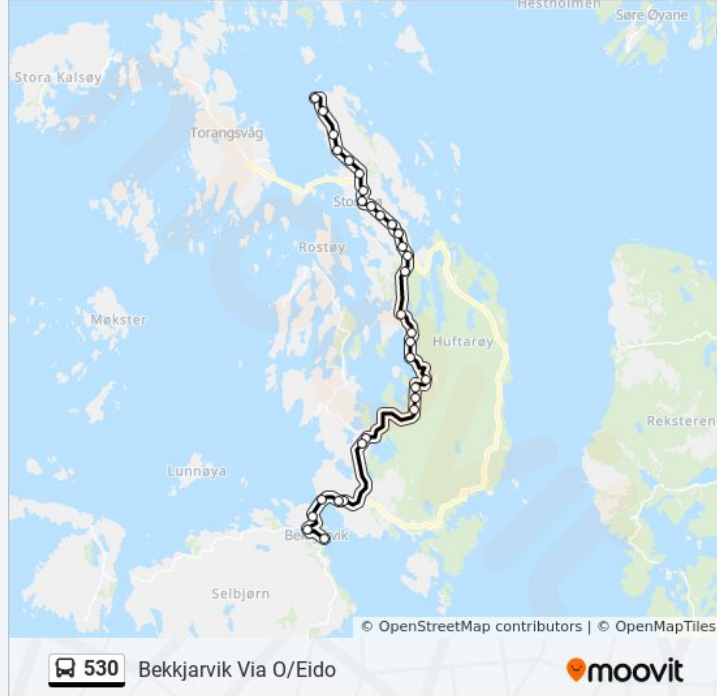 Hestholmen
Søre Øyane
Stora Kalsøy
Torangsvåg
Rostøy
Møkster
Huftarøy
Reksteren
Lunnøya
Selbjørn
© OpenStreetMap contributors | © OpenMapTiles
530 Bekkjarvik Via O/Eido
moovit